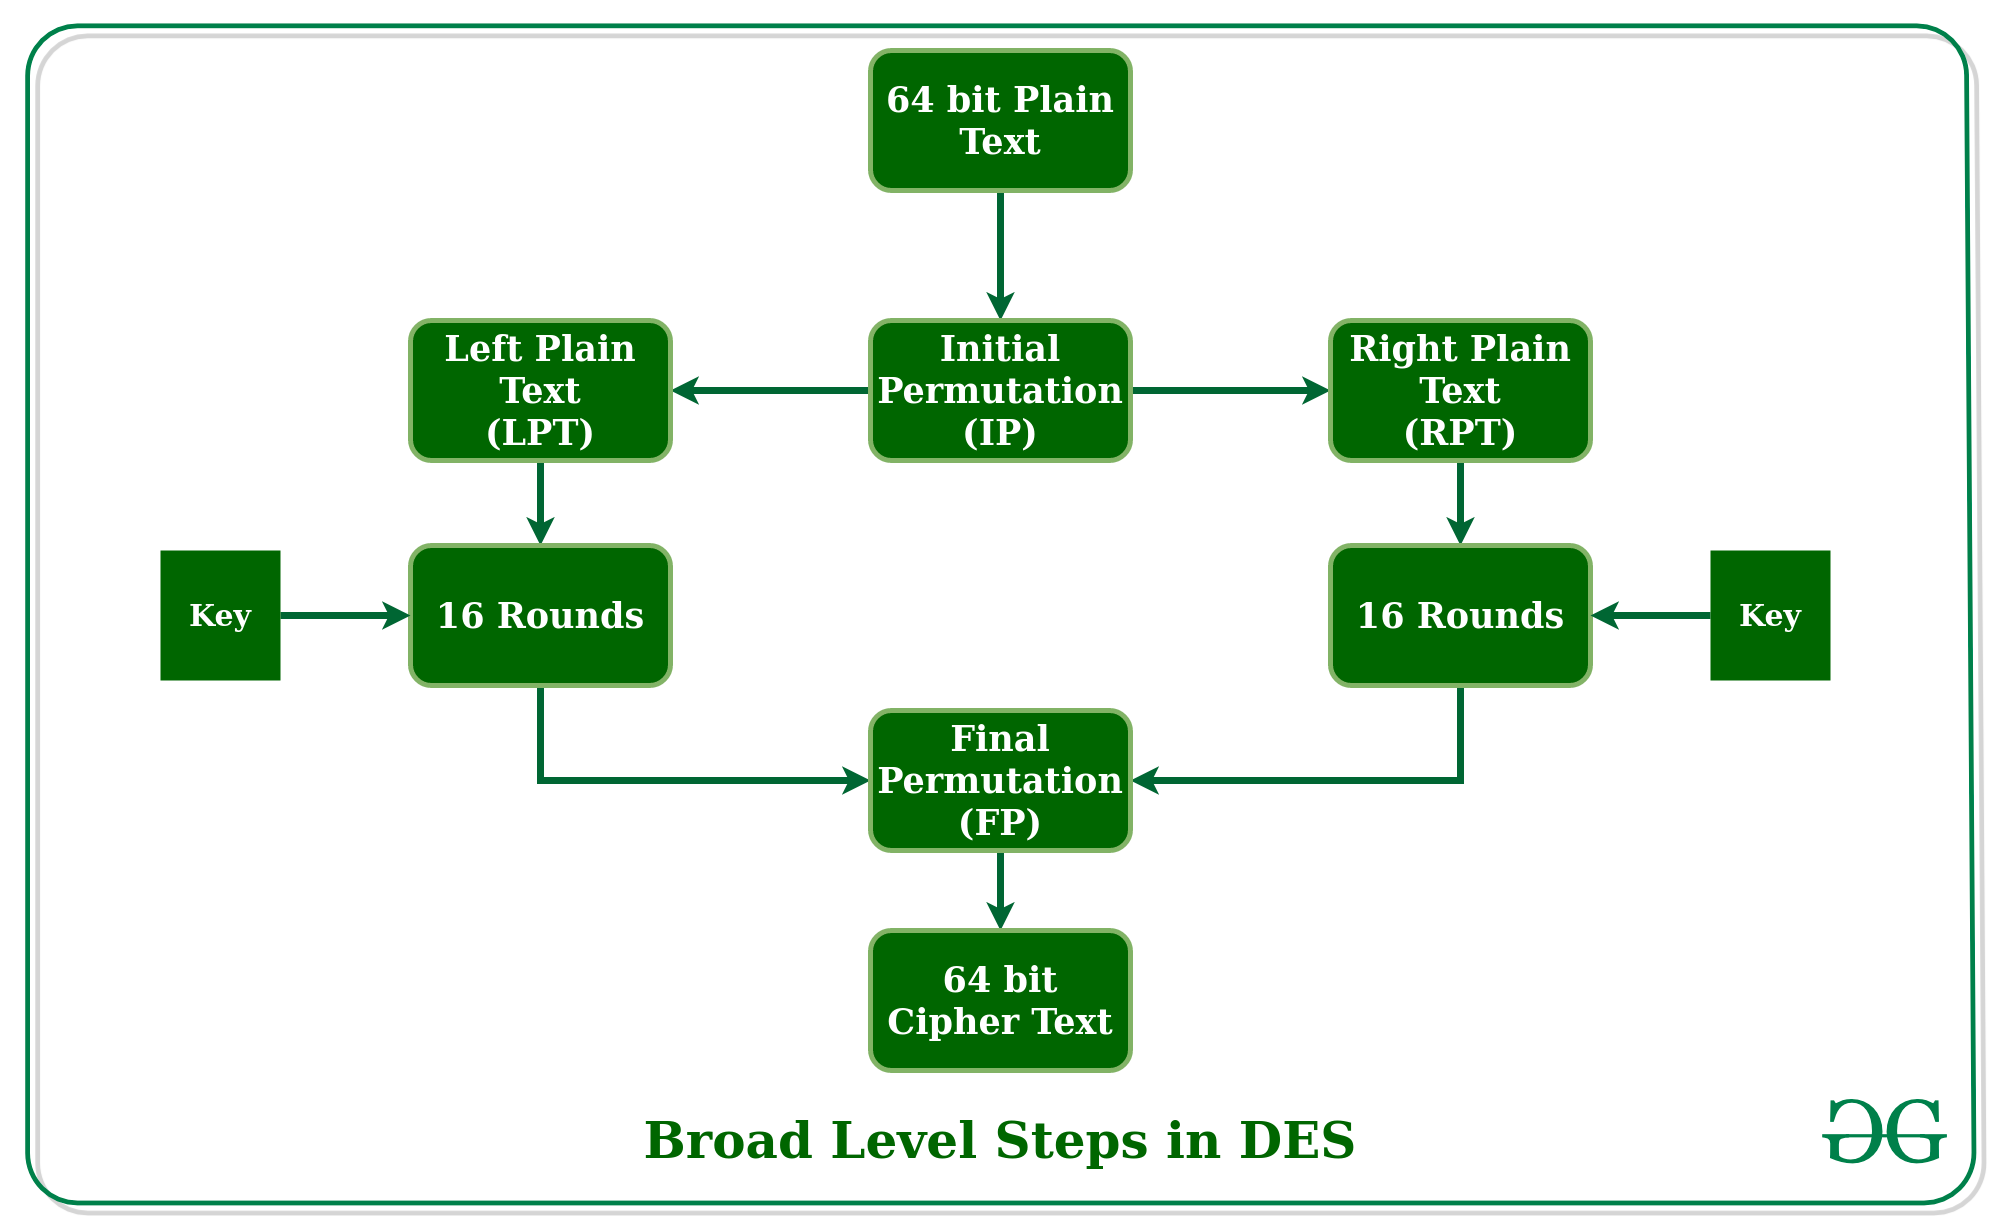 64 bit Plain
Text
Left Plain
Text
(LPT)
Initial
Permutation
(IP)
Right Plain
Text
(RPT)
Key
16 Rounds
16 Rounds
Key
Final
Permutation
(FP)
64 bit
Cipher Text
Broad Level Steps in DES